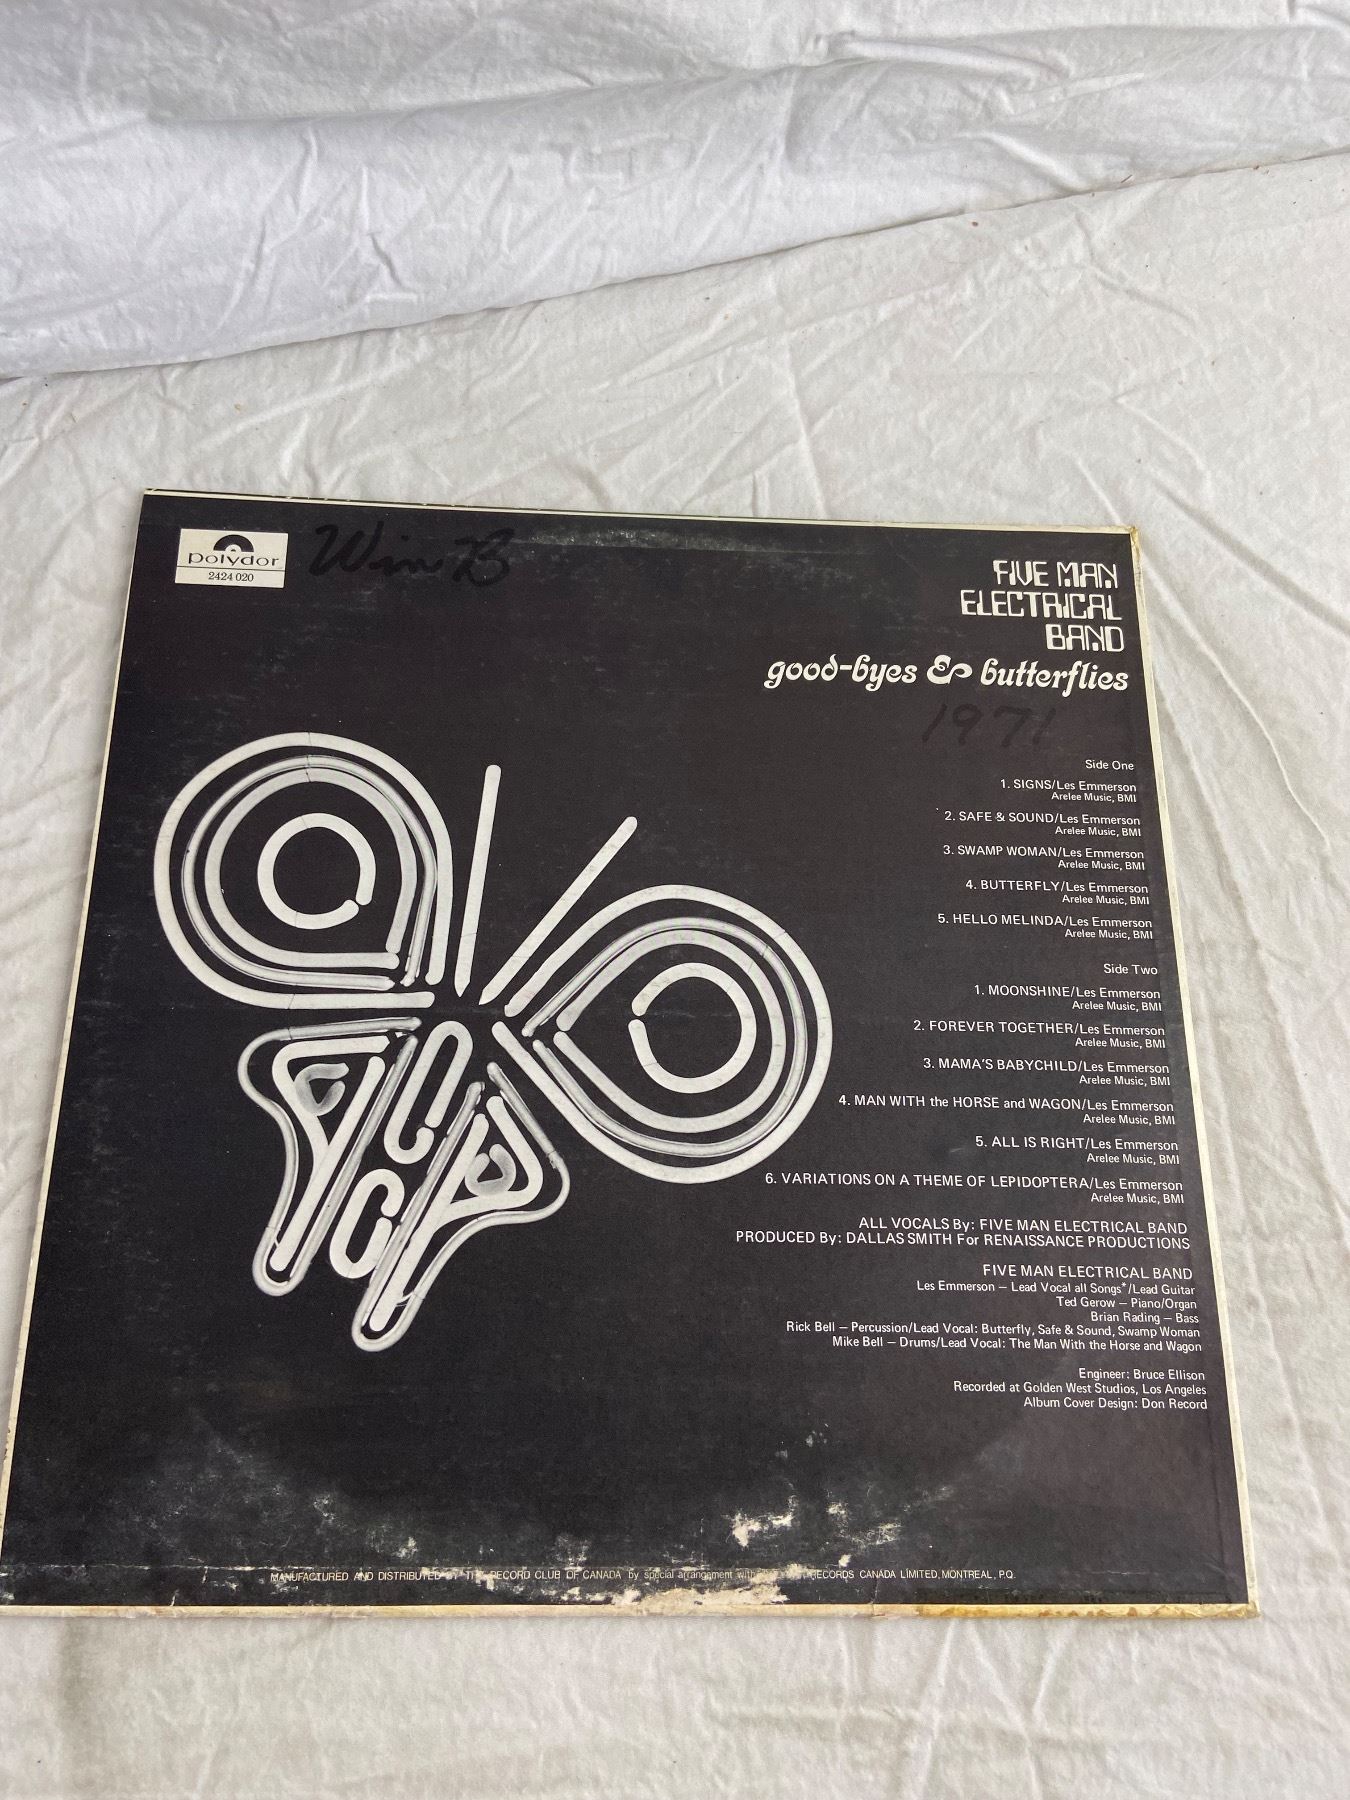 polydor
2424 020
Win B
FIVE MAN
ELECTRICAL
BAND
good-byes & butterflies
1971
Side One
1. SIGNS/Les Emmerson
Arelee Music, BMI
2. SAFE & SOUND/Les Emmerson
Arelee Music, BMI
3. SWAMP WOMAN/Les Emmerson
Arelee Music, BMI
4. BUTTERFLY/Les Emmerson
Arelee Music, BMI
5. HELLO MELINDA/Les Emmerson
Arelee Music, BMI
Side Two
1. MOONSHINE/Les Emmerson
Arelee Music, BMI
2. FOREVER TOGETHER/Les Emmerson
Arelee Music, BMI
3. MAMA'S BABYCHILD/Les Emmerson
Arelee Music, BMI
4. MAN WITH the HORSE and WAGON/Les Emmerson
Arelee Music, BMI
5. ALL IS RIGHT/Les Emmerson
Arelee Music, BMI
6. VARIATIONS ON A THEME OF LEPIDOPTERA/Les Emmerson
Arelee Music, BMI
ALL VOCALS By: FIVE MAN ELECTRICAL BAND
PRODUCED By: DALLAS SMITH For RENAISSANCE PRODUCTIONS
FIVE MAN ELECTRICAL BAND
Les Emmerson — Lead Vocal all Songs*/Lead Guitar
Ted Gerow — Piano/Organ
Brian Rading — Bass
Rick Bell — Percussion/Lead Vocal: Butterfly, Safe & Sound, Swamp Woman
Mike Bell — Drums/Lead Vocal: The Man With the Horse and Wagon
Engineer: Bruce Ellison
Recorded at Golden West Studios, Los Angeles
Album Cover Design: Don Record
MANUFACTURED AND DISTRIBUTED BY THE RECORD CLUB OF CANADA by special arrangement with RECORDS CANADA LIMITED, MONTREAL, P.Q.